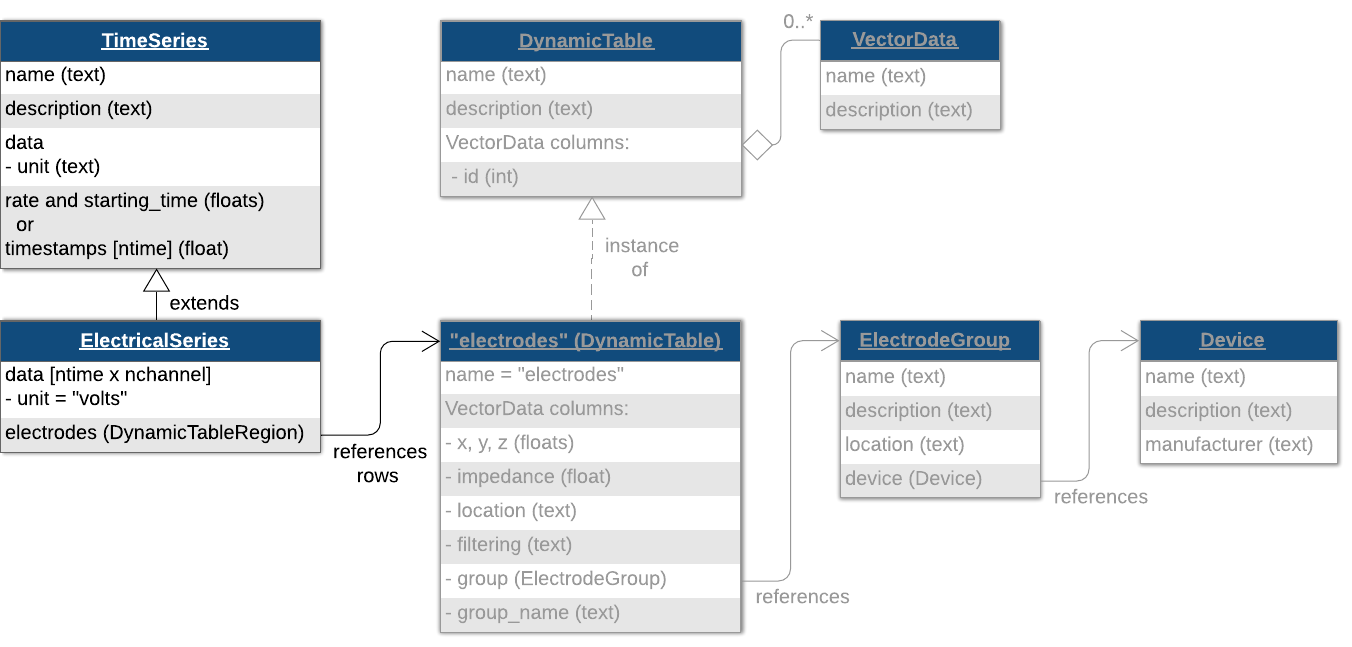 TimeSeries
name (text)
description (text)
data
- unit (text)
rate and starting_time (floats)
or
timestamps [ntime] (float)
extends
ElectricalSeries
data [ntime x nchannel]
- unit = "volts"
electrodes (DynamicTableRegion)
references
rows
DynamicTable
name (text)
description (text)
VectorData columns:
- id (int)
0..*
VectorData
name (text)
description (text)
instance
of
"electrodes" (DynamicTable)
name = "electrodes"
VectorData columns:
- x, y, z (floats)
- impedance (float)
- location (text)
- filtering (text)
- group (ElectrodeGroup)
- group_name (text)
references
ElectrodeGroup
name (text)
description (text)
location (text)
device (Device)
references
Device
name (text)
description (text)
manufacturer (text)